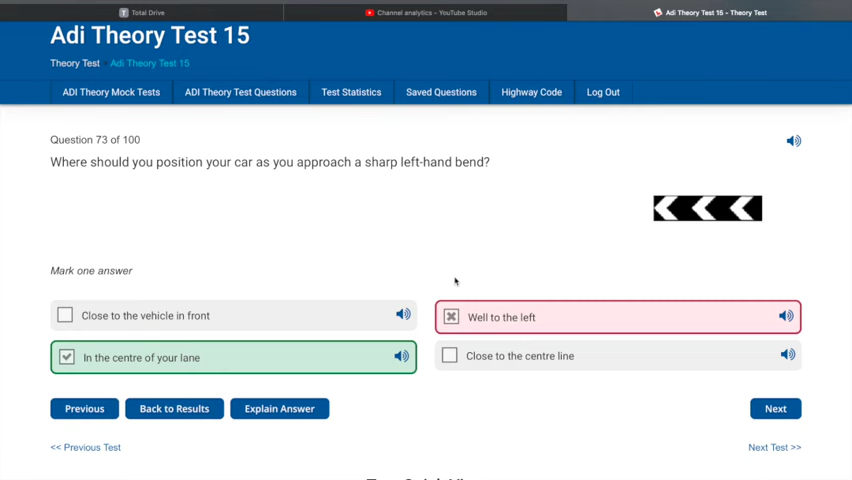 Total Drive
Channel analytics – YouTube Studio
Adi Theory Test 15 – Theory Test
Adi Theory Test 15
Theory Test Adi Theory Test 15
ADI Theory Mock Tests
ADI Theory Test Questions
Test Statistics
Saved Questions
Highway Code
Log Out
Question 73 of 100
Where should you position your car as you approach a sharp left-hand bend?
Mark one answer
Close to the vehicle in front
Well to the left
In the centre of your lane
Close to the centre line
Previous
Back to Results
Explain Answer
Next
<< Previous Test
Next Test >>